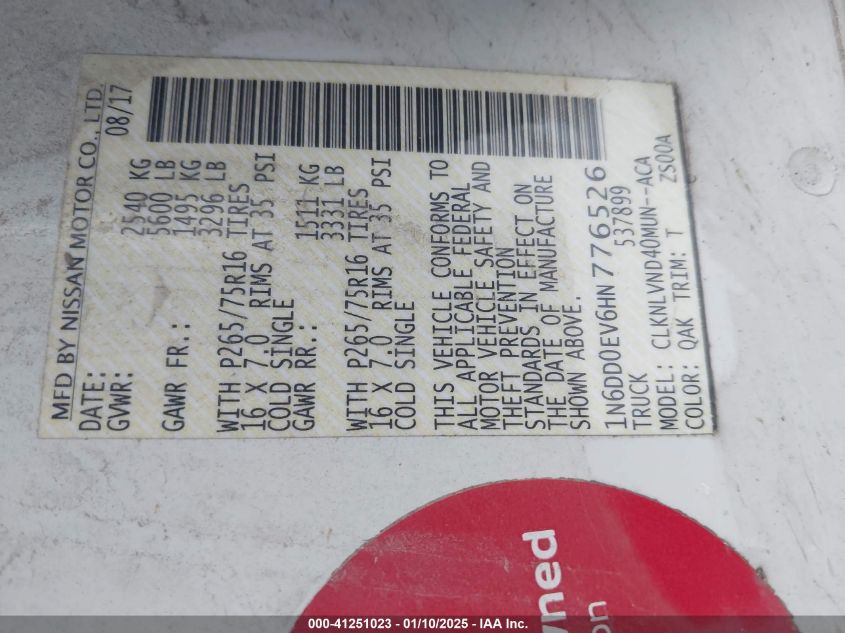 MFD BY NISSAN MOTOR CO., LTD.
DATE: 08/17
GVWR: 2540 KG
5600 LB
GAWR FR.: 1495 KG
3296 LB
WITH P265/75R16 TIRES
16 X 7.0 RIMS AT 35 PSI
COLD SINGLE
GAWR RR.: 1511 KG
3331 LB
WITH P265/75R16 TIRES
16 X 7.0 RIMS AT 35 PSI
COLD SINGLE
THIS VEHICLE CONFORMS TO
ALL APPLICABLE FEDERAL
MOTOR VEHICLE SAFETY AND
THEFT PREVENTION
STANDARDS IN EFFECT ON
THE DATE OF MANUFACTURE
SHOWN ABOVE.
1N6DD0EV6HN776526
TRUCK 537899
MODEL: CLKNLVND40MUN--ACA
COLOR: QAK TRIM: T ZS00A
000-41251023 - 01/10/2025 - IAA Inc.